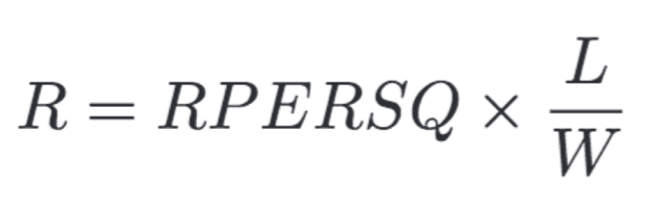 R = RPERSQ × L/W